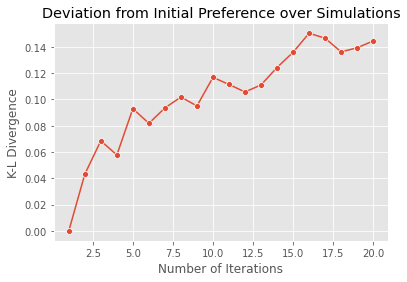 Deviation from Initial Preference over Simulations
K-L Divergence
0.14
0.12
0.10
0.08
0.06
0.04
0.02
0.00
2.5 5.0 7.5 10.0 12.5 15.0 17.5 20.0
Number of Iterations